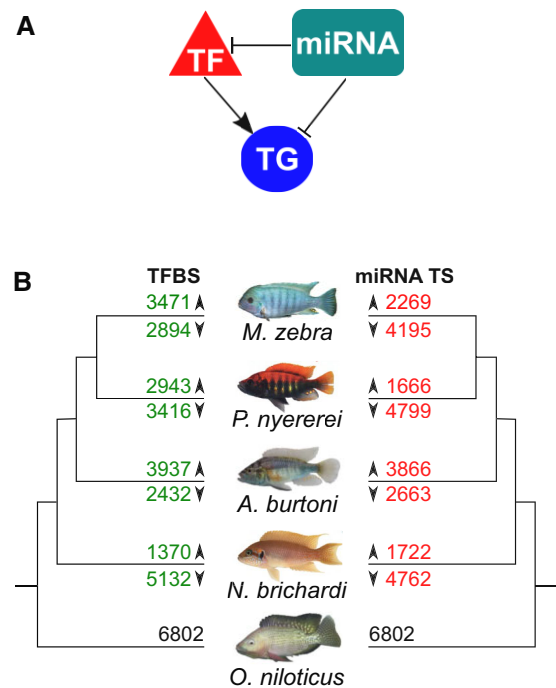 A
TF
miRNA
TG
B
TFBS
miRNA TS
3471
2269
2894
4195
M. zebra
2943
1666
3416
4799
P. nyererei
3937
3866
2432
2663
A. burtoni
1370
1722
5132
4762
N. brichardi
6802
6802
O. niloticus